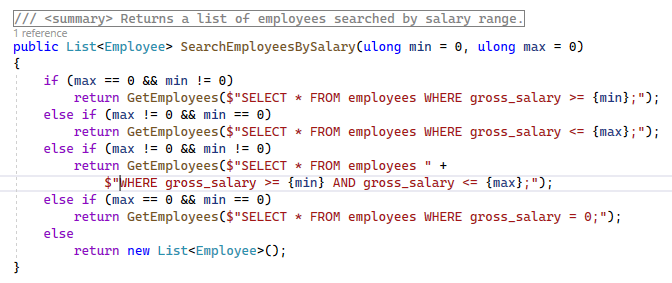 /// <summary> Returns a list of employees searched by salary range.
1 reference
public List<Employee> SearchEmployeesBySalary(ulong min = 0, ulong max = 0)
{
    if (max == 0 && min != 0)
        return GetEmployees($"SELECT * FROM employees WHERE gross_salary >= {min};");
    else if (max != 0 && min == 0)
        return GetEmployees($"SELECT * FROM employees WHERE gross_salary <= {max};");
    else if (max != 0 && min != 0)
        return GetEmployees($"SELECT * FROM employees " +
            $"WHERE gross_salary >= {min} AND gross_salary <= {max};");
    else if (max == 0 && min == 0)
        return GetEmployees($"SELECT * FROM employees WHERE gross_salary = 0;");
    else
        return new List<Employee>();
}